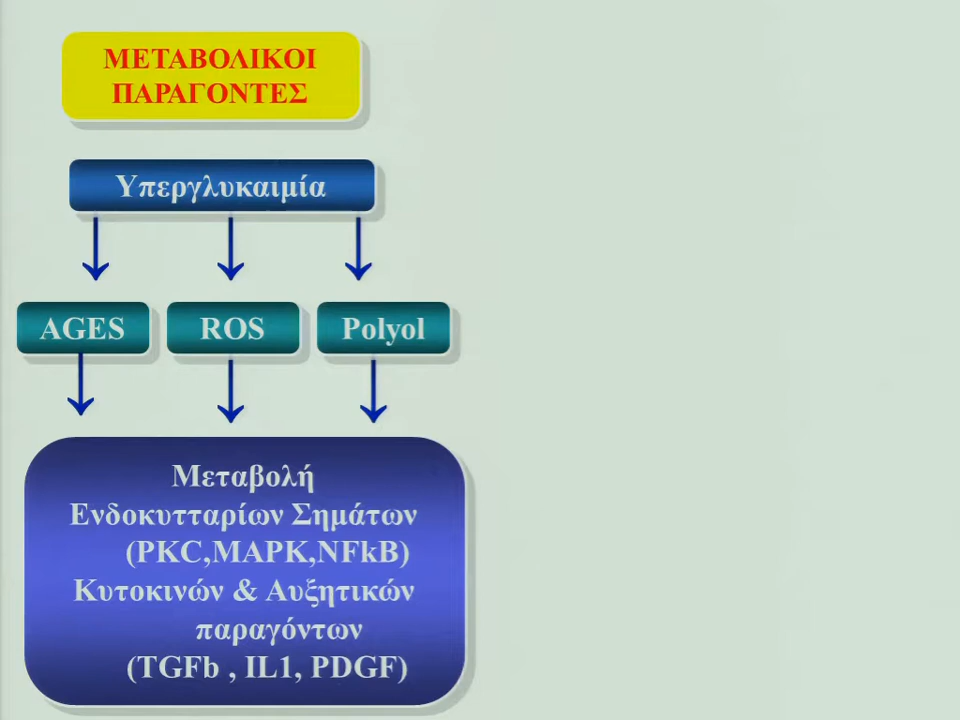 ΜΕΤΑΒΟΛΙΚΟΙ
ΠΑΡΑΓΟΝΤΕΣ
Υπεργλυκαιμία
AGES ROS Polyol
Μεταβολή
Ενδοκυτταρίων Σημάτων
(PKC,MAPK,NFkB)
Κυτοκινών & Αυξητικών
παραγόντων
(TGFb , IL1, PDGF)